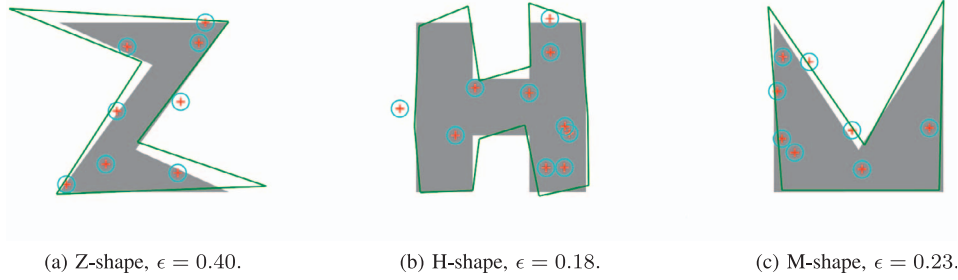 (a) Z-shape, ϵ = 0.40.
(b) H-shape, ϵ = 0.18.
(c) M-shape, ϵ = 0.23.